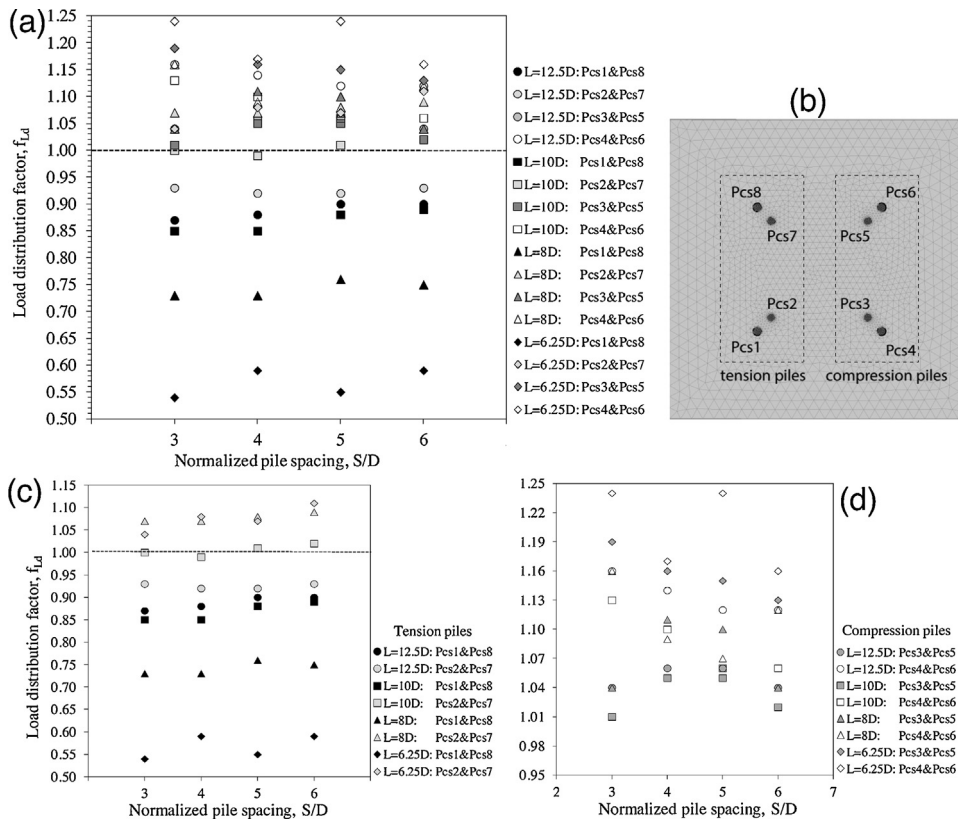 (a)
Load distribution factor, fLd
1.25
1.20
1.15
1.10
1.05
1.00
0.95
0.90
0.85
0.80
0.75
0.70
0.65
0.60
0.55
0.50
3 4 5 6
Normalized pile spacing, S/D
L=12.5D: Pcs1&Pcs8
L=12.5D: Pcs2&Pcs7
L=12.5D: Pcs3&Pcs5
L=12.5D: Pcs4&Pcs6
L=10D: Pcs1&Pcs8
L=10D: Pcs2&Pcs7
L=10D: Pcs3&Pcs5
L=10D: Pcs4&Pcs6
L=8D: Pcs1&Pcs8
L=8D: Pcs2&Pcs7
L=8D: Pcs3&Pcs5
L=8D: Pcs4&Pcs6
L=6.25D: Pcs1&Pcs8
L=6.25D: Pcs2&Pcs7
L=6.25D: Pcs3&Pcs5
L=6.25D: Pcs4&Pcs6
(b)
Pcs8 Pcs6
Pcs7 Pcs5
Pcs2 Pcs3
Pcs1 Pcs4
tension piles compression piles
(c)
Load distribution factor, fLd
1.15
1.10
1.05
1.00
0.95
0.90
0.85
0.80
0.75
0.70
0.65
0.60
0.55
0.50
3 4 5 6
Normalized pile spacing, S/D
Tension piles
L=12.5D: Pcs1&Pcs8
L=12.5D: Pcs2&Pcs7
L=10D: Pcs1&Pcs8
L=10D: Pcs2&Pcs7
L=8D: Pcs1&Pcs8
L=8D: Pcs2&Pcs7
L=6.25D: Pcs1&Pcs8
L=6.25D: Pcs2&Pcs7
(d)
1.25
1.22
1.19
1.16
1.13
1.10
1.07
1.04
1.01
0.98
0.95
2 3 4 5 6 7
Normalized pile spacing, S/D
Compression piles
L=12.5D: Pcs3&Pcs5
L=12.5D: Pcs4&Pcs6
L=10D: Pcs3&Pcs5
L=10D: Pcs4&Pcs6
L=8D: Pcs3&Pcs5
L=8D: Pcs4&Pcs6
L=6.25D: Pcs3&Pcs5
L=6.25D: Pcs4&Pcs6